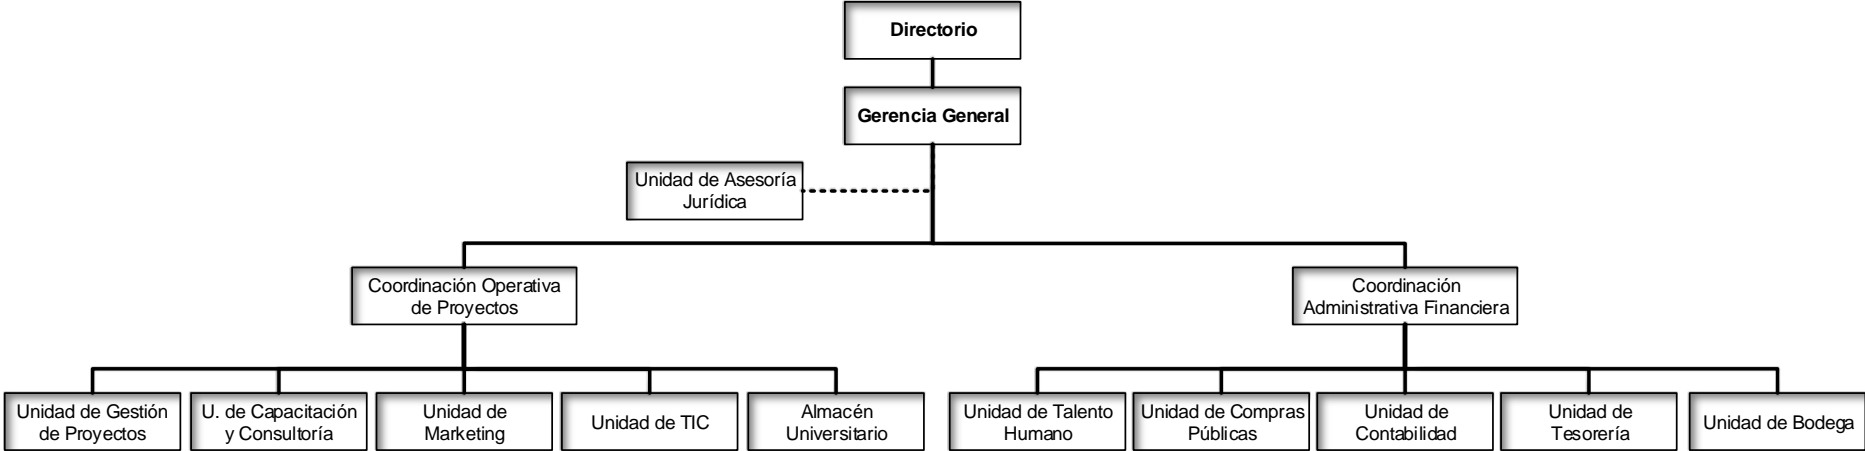 Directorio
Gerencia General
Unidad de Asesoría
Jurídica
Coordinación Operativa
de Proyectos
Coordinación
Administrativa Financiera
Unidad de Gestión
de Proyectos
U. de Capacitación
y Consultoría
Unidad de
Marketing
Unidad de TIC
Almacén
Universitario
Unidad de Talento
Humano
Unidad de Compras
Públicas
Unidad de
Contabilidad
Unidad de
Tesorería
Unidad de Bodega